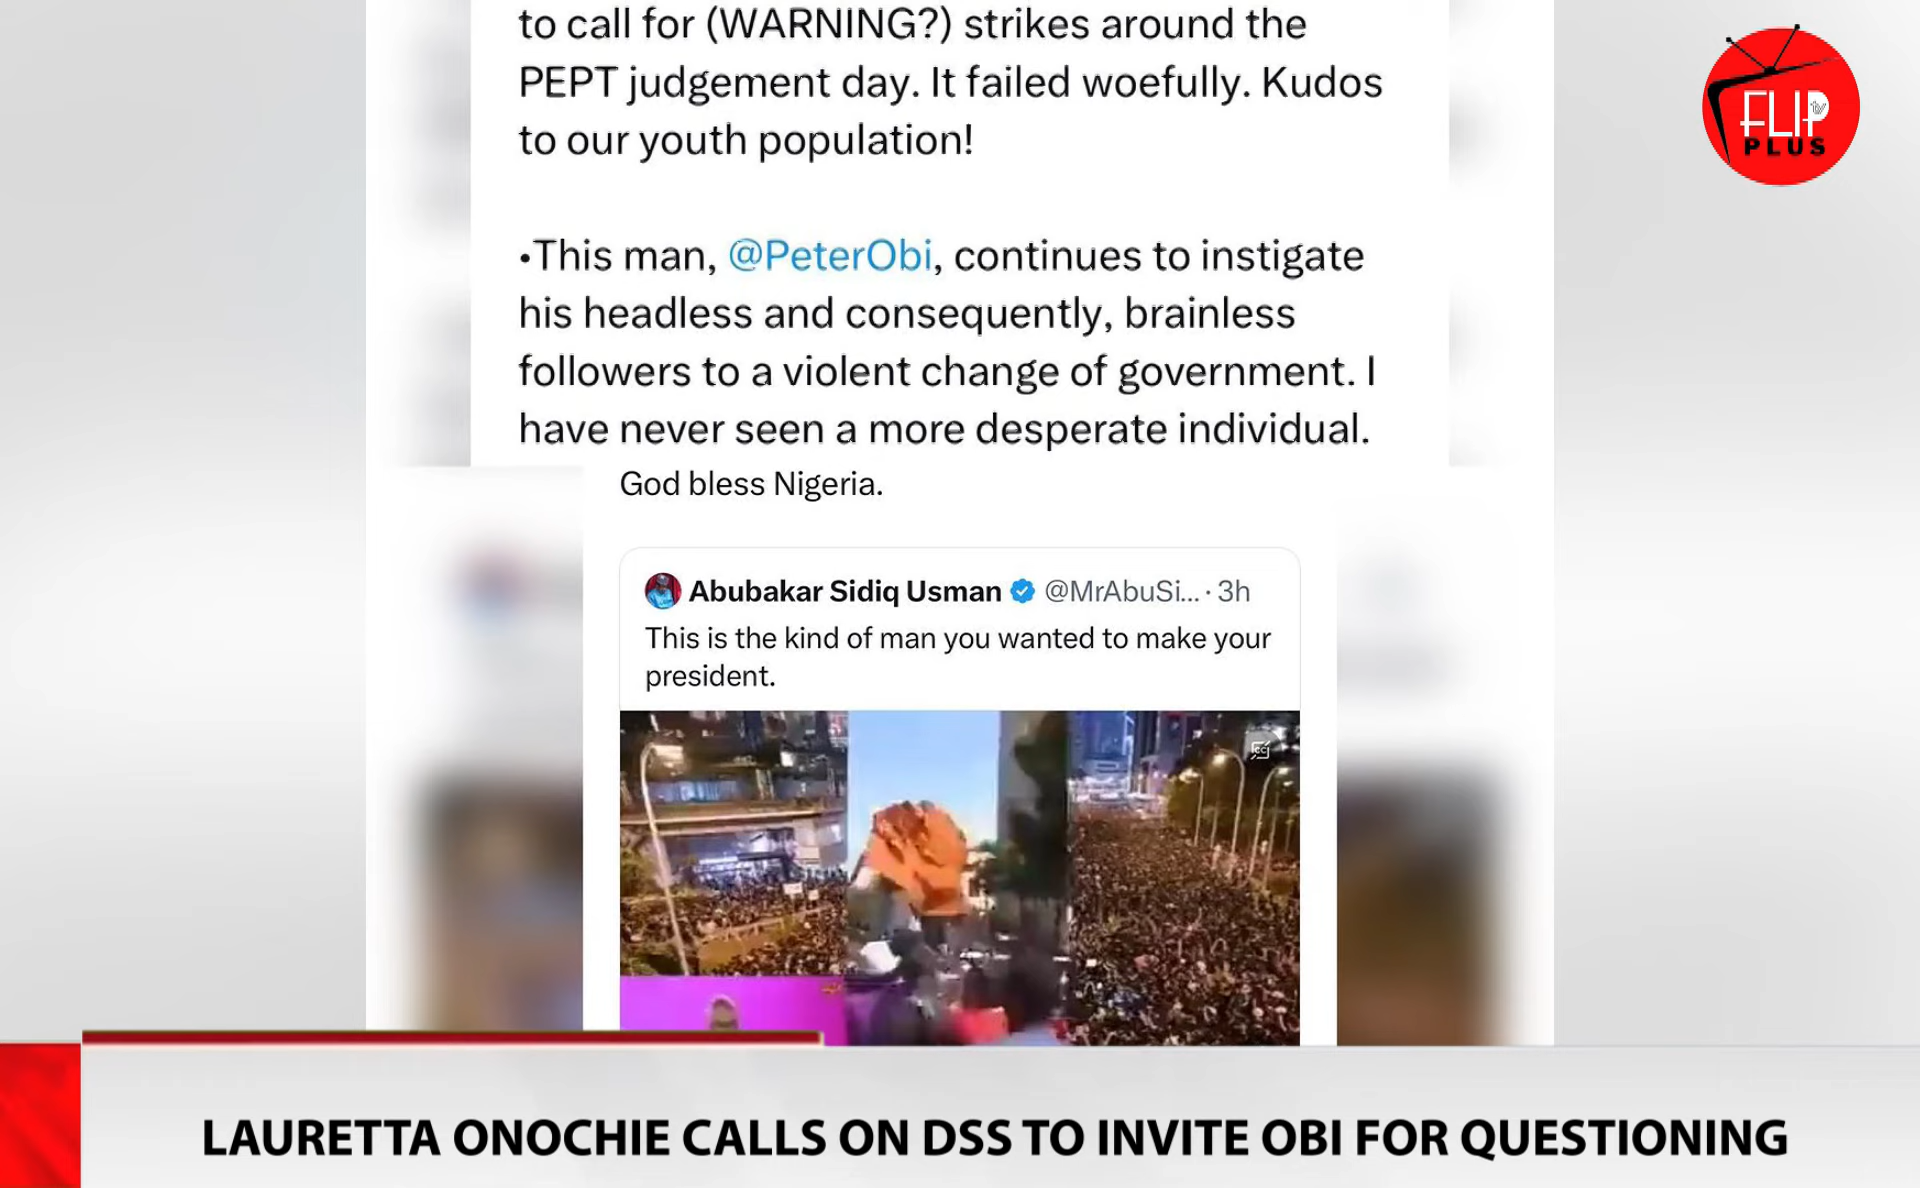 to call for (WARNING?) strikes around the
PEPT judgement day. It failed woefully. Kudos
to our youth population!
•This man, @PeterObi, continues to instigate
his headless and consequently, brainless
followers to a violent change of government. I
have never seen a more desperate individual.
God bless Nigeria.
Abubakar Sidiq Usman @MrAbuSi... · 3h
This is the kind of man you wanted to make your
president.
CC
FLIP tv
PLUS
LAURETTA ONOCHIE CALLS ON DSS TO INVITE OBI FOR QUESTIONING